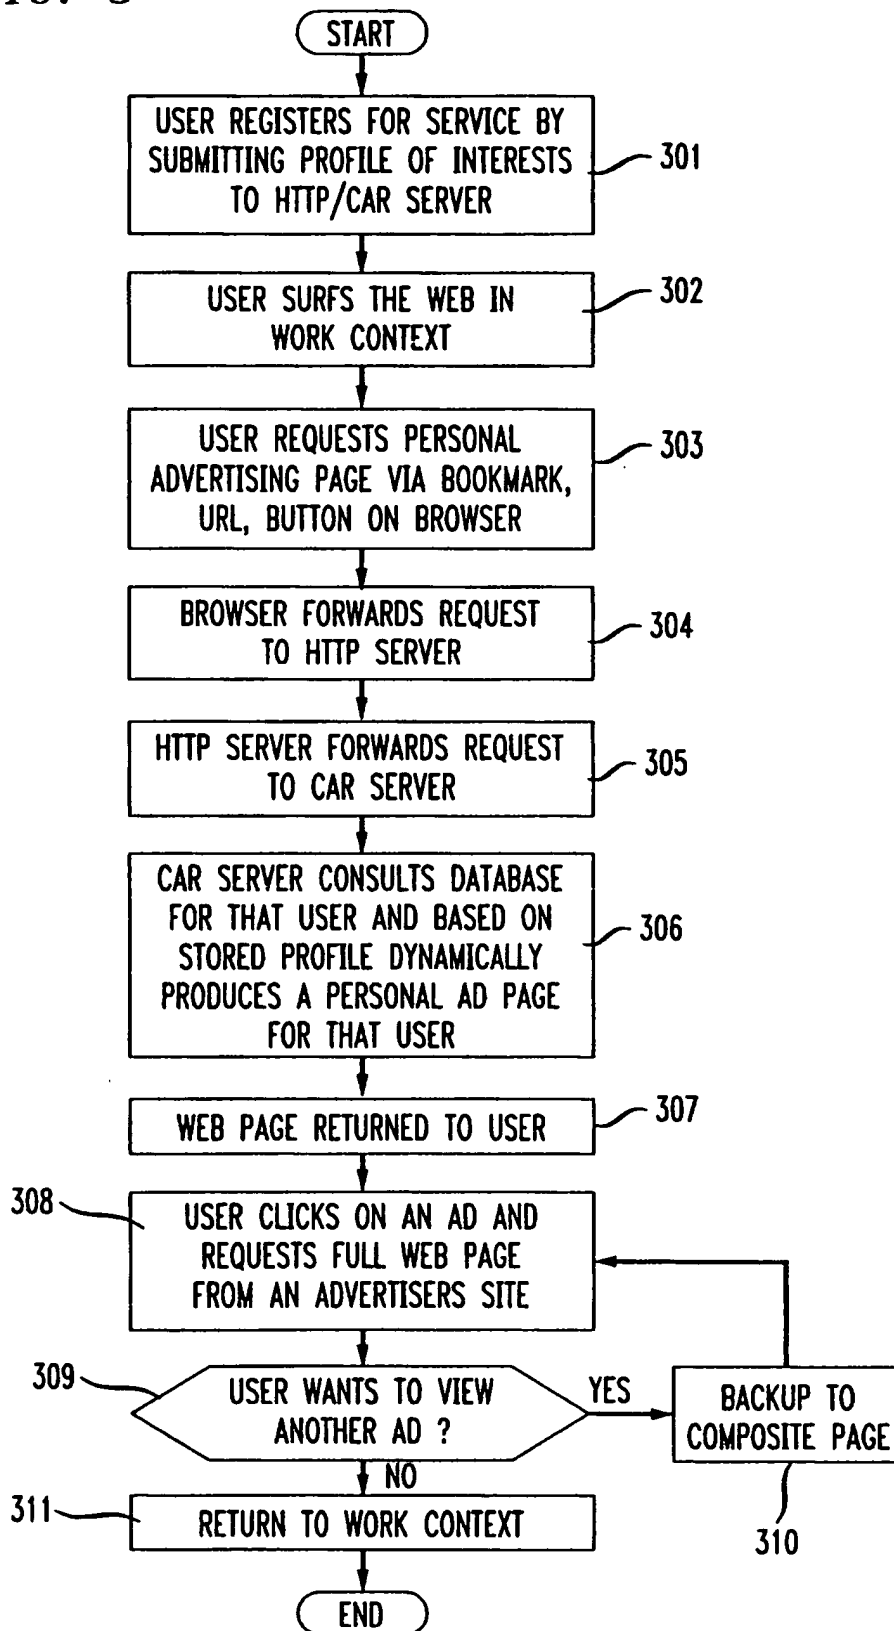 START
USER REGISTERS FOR SERVICE BY
SUBMITTING PROFILE OF INTERESTS
TO HTTP/CAR SERVER
301
USER SURFS THE WEB IN
WORK CONTEXT
302
USER REQUESTS PERSONAL
ADVERTISING PAGE VIA BOOKMARK,
URL, BUTTON ON BROWSER
303
BROWSER FORWARDS REQUEST
TO HTTP SERVER
304
HTTP SERVER FORWARDS REQUEST
TO CAR SERVER
305
CAR SERVER CONSULTS DATABASE
FOR THAT USER AND BASED ON
STORED PROFILE DYNAMICALLY
PRODUCES A PERSONAL AD PAGE
FOR THAT USER
306
WEB PAGE RETURNED TO USER
307
308
USER CLICKS ON AN AD AND
REQUESTS FULL WEB PAGE
FROM AN ADVERTISERS SITE
309
USER WANTS TO VIEW
ANOTHER AD ?
YES
BACKUP TO
COMPOSITE PAGE
310
NO
311
RETURN TO WORK CONTEXT
END